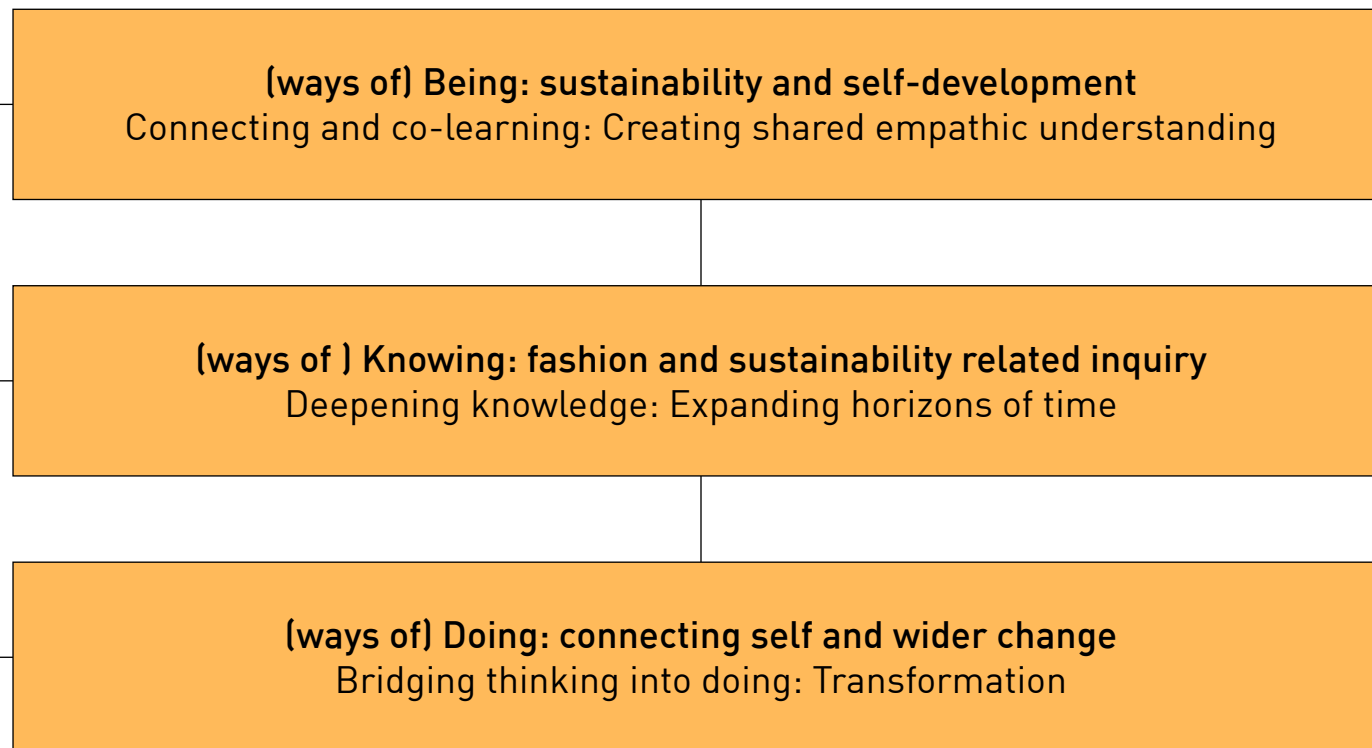 (ways of) Being: sustainability and self-development
Connecting and co-learning: Creating shared empathic understanding
(ways of ) Knowing: fashion and sustainability related inquiry
Deepening knowledge: Expanding horizons of time
(ways of) Doing: connecting self and wider change
Bridging thinking into doing: Transformation